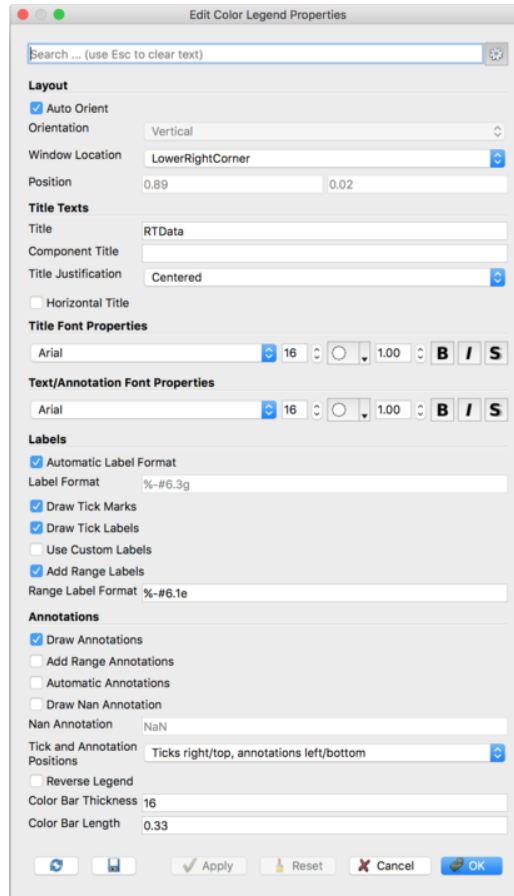 Edit Color Legend Properties
Search ... (use Esc to clear text)
Layout
Auto Orient
Orientation Vertical
Window Location LowerRightCorner
Position 0.89 0.02
Title Texts
Title RTData
Component Title
Title Justification Centered
Horizontal Title
Title Font Properties
Arial 16 1.00 B I S
Text/Annotation Font Properties
Arial 16 1.00 B I S
Labels
Automatic Label Format
Label Format %-#6.3g
Draw Tick Marks
Draw Tick Labels
Use Custom Labels
Add Range Labels
Range Label Format %-#6.1e
Annotations
Draw Annotations
Add Range Annotations
Automatic Annotations
Draw Nan Annotation
Nan Annotation NaN
Tick and Annotation
Positions Ticks right/top, annotations left/bottom
Reverse Legend
Color Bar Thickness 16
Color Bar Length 0.33
Apply Reset Cancel OK